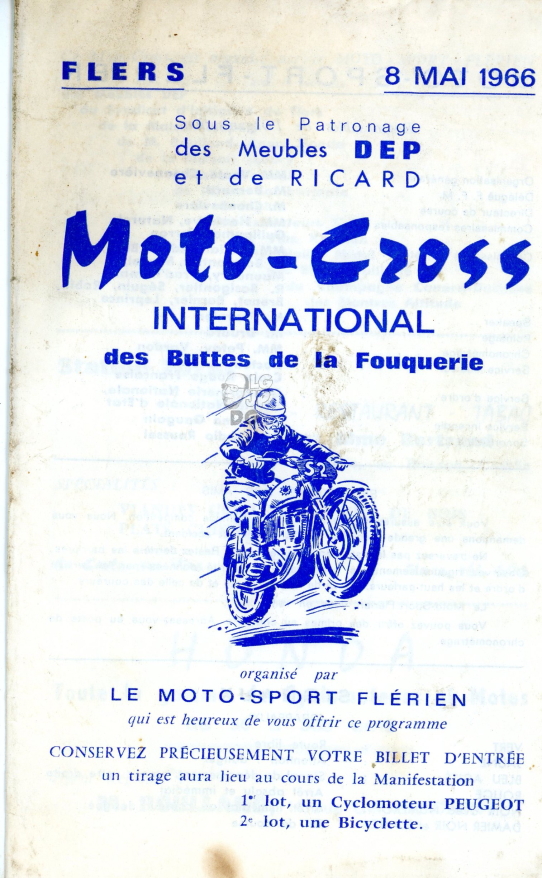 FLERS 8 MAI 1966
Sous le Patronage
des Meubles DEP
et de RICARD
Moto-Cross
INTERNATIONAL
des Buttes de la Fouquerie
52
organisé par
LE MOTO-SPORT FLÉRIEN
qui est heureux de vous offrir ce programme
CONSERVEZ PRÉCIEUSEMENT VOTRE BILLET D'ENTRÉE
un tirage aura lieu au cours de la Manifestation
1er lot, un Cyclomoteur PEUGEOT
2e lot, une Bicyclette.